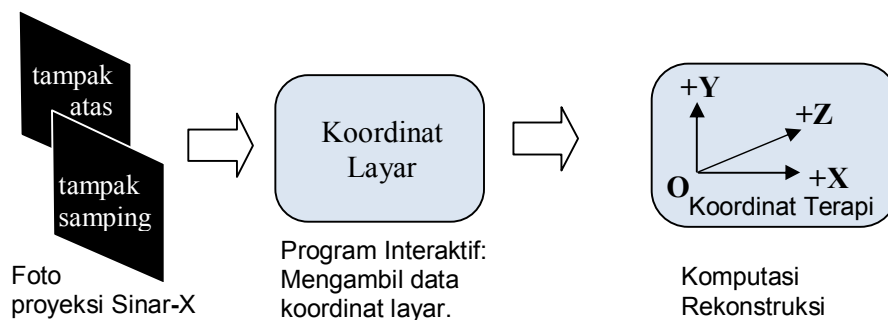 tampak
atas
tampak
samping
Foto
proyeksi Sinar-X
Koordinat
Layar
Program Interaktif:
Mengambil data
koordinat layar.
+Y
+Z
O
+X
Koordinat Terapi
Komputasi
Rekonstruksi